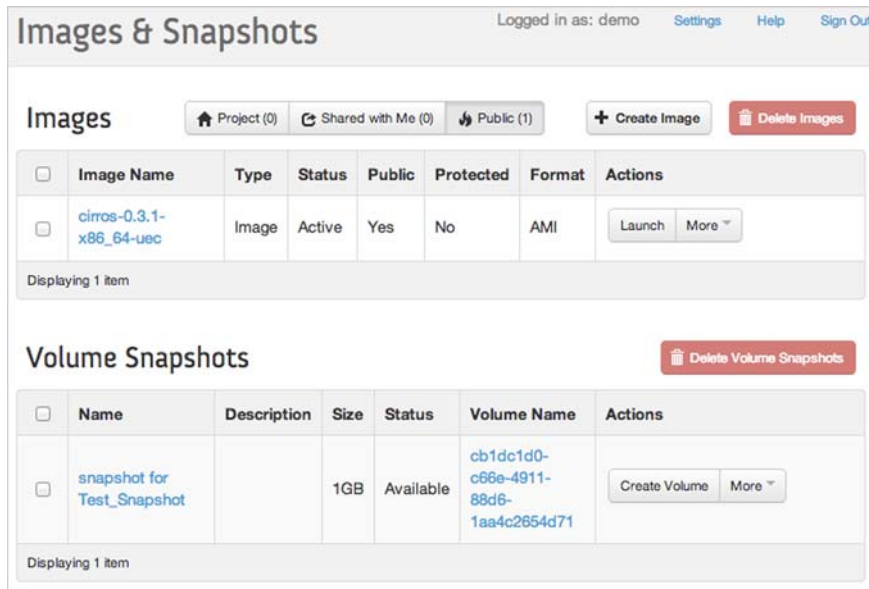 Images & Snapshots
Logged in as: demo Settings Help Sign Out
Images
Project (0) Shared with Me (0) Public (1)
Create Image Delete Images
Image Name Type Status Public Protected Format Actions
cirros-0.3.1-
x86_64-uec
Image Active Yes No AMI Launch More
Displaying 1 item
Volume Snapshots
Delete Volume Snapshots
Name Description Size Status Volume Name Actions
snapshot for
Test_Snapshot
1GB Available
cb1dc1d0-
c66e-4911-
88d6-
1aa4c2654d71
Create Volume More
Displaying 1 item